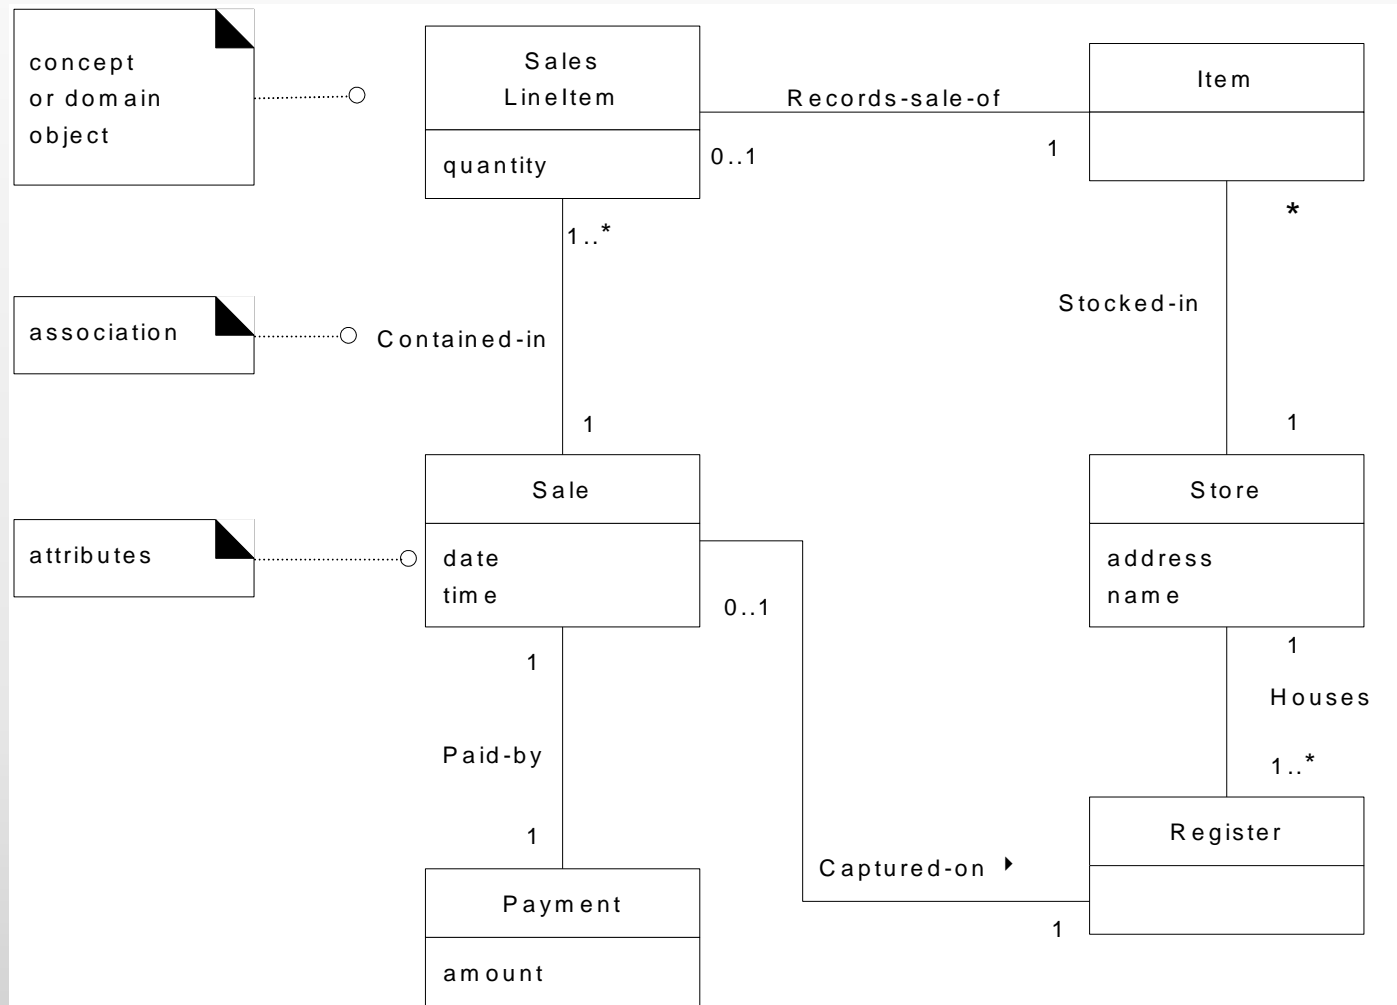 concept
or domain
object
Sales
LineItem
quantity
Records-sale-of
0..1
1
Item
1..*
*
association
Contained-in
Stocked-in
1
1
attributes
Sale
date
time
0..1
Store
address
name
1
1
Houses
Paid-by
1..*
1
Captured-on
1
Register
Payment
amount